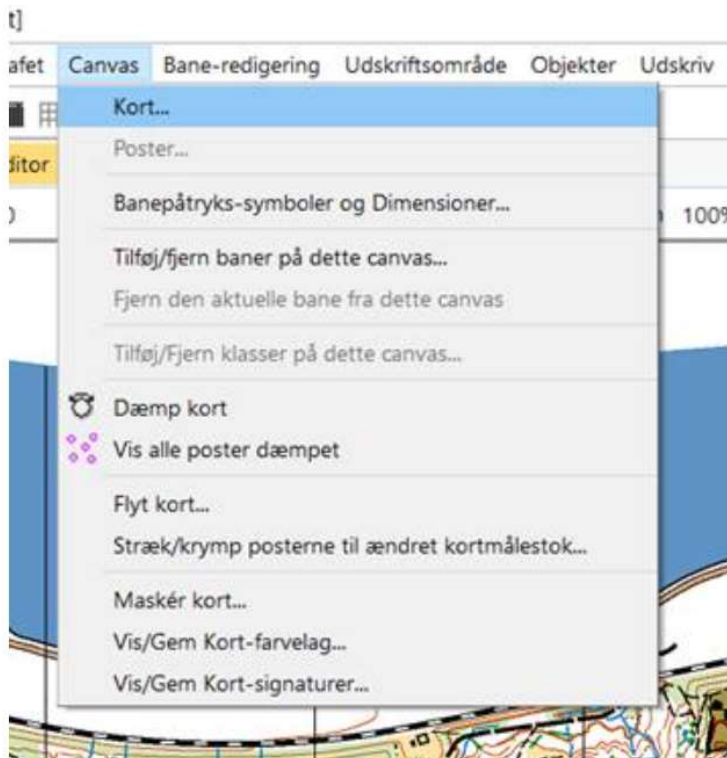 t]
afet Canvas Bane-redigering Udskriftsområde Objekter Udskriv
Kort...
Poster...
ditor
Banepåtryks-symboler og Dimensioner...
100%
Tilføj/fjern baner på dette canvas...
Fjern den aktuelle bane fra dette canvas
Tilføj/Fjern klasser på dette canvas...
Dæmp kort
Vis alle poster dæmpet
Flyt kort...
Stræk/krymp posterne til ændret kortmålestok...
Maskér kort...
Vis/Gem Kort-farvelag...
Vis/Gem Kort-signaturer...